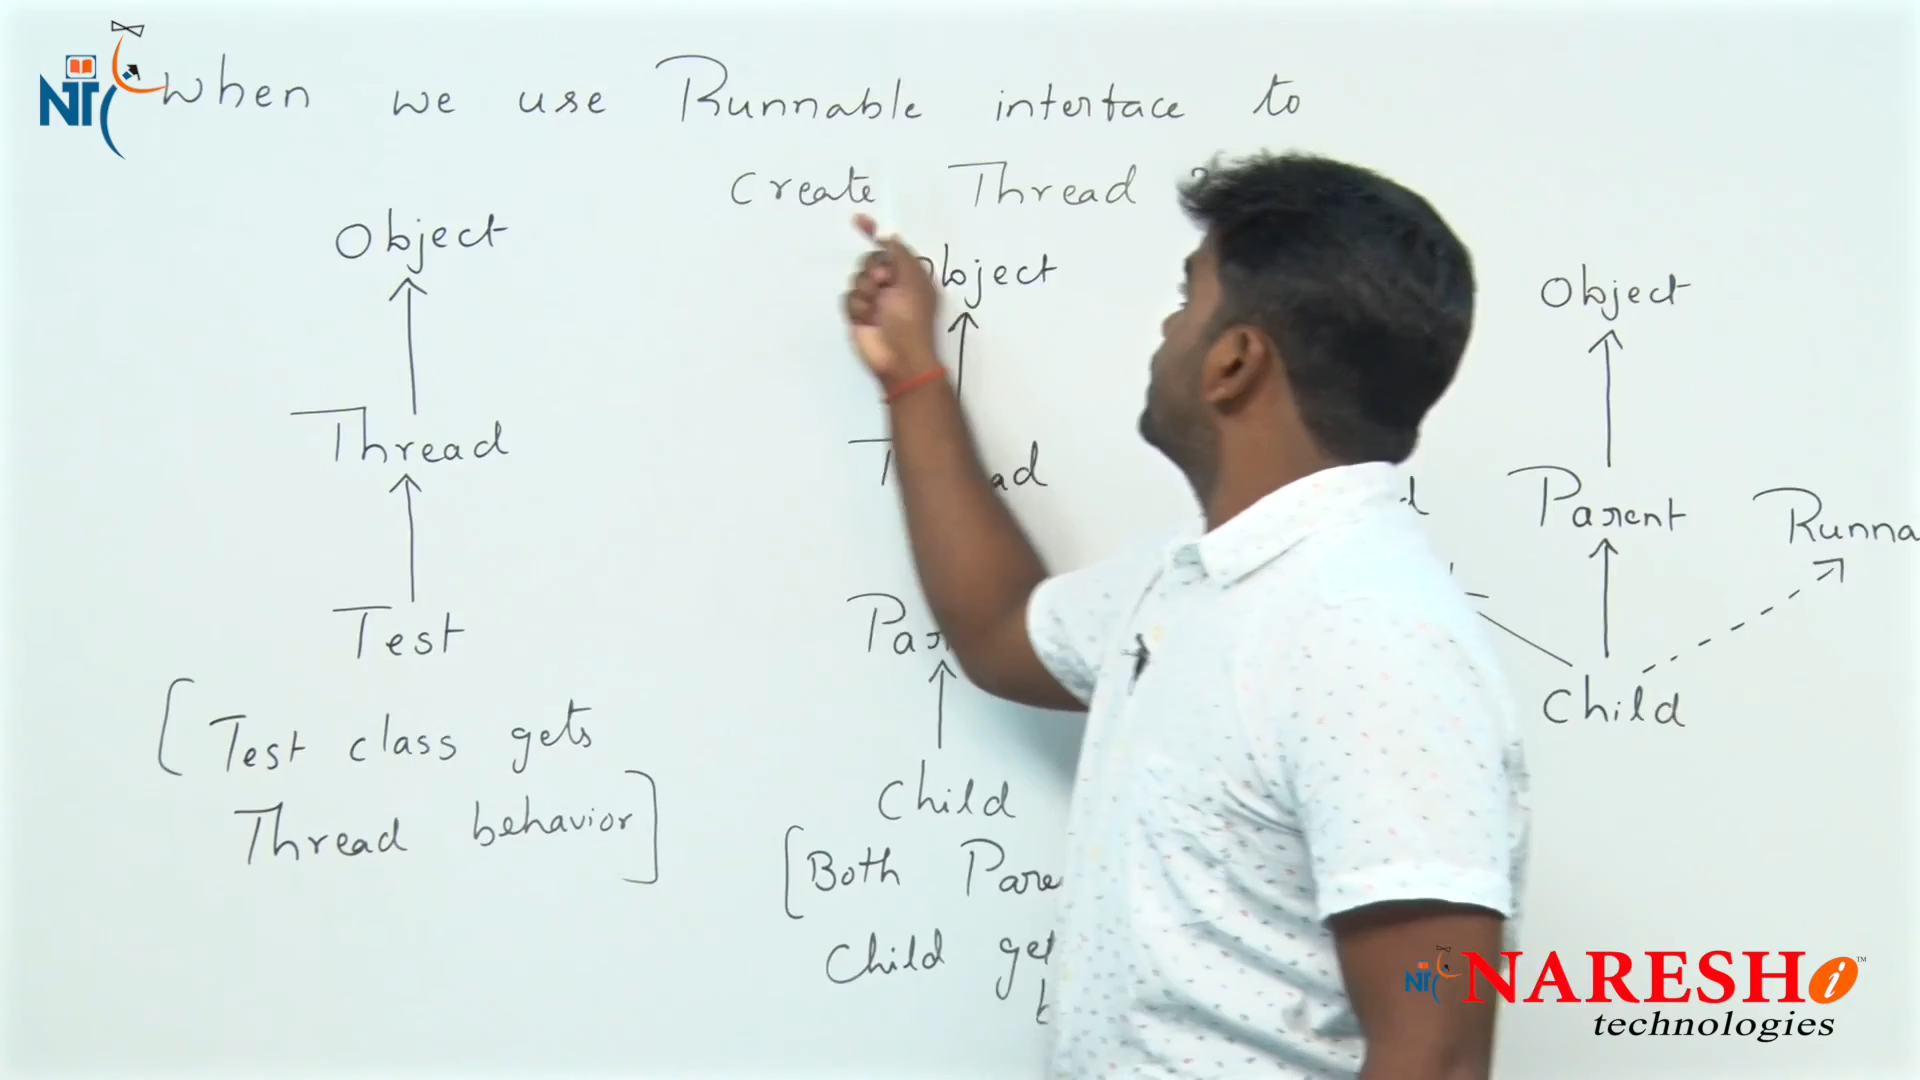 When we use Runnable interface to
create Thread ?
Object
Thread
Test
[Test class gets
Thread behavior]
Object
Child
[Both
Child
Object
Parent
Child
NARESH i ™
technologies